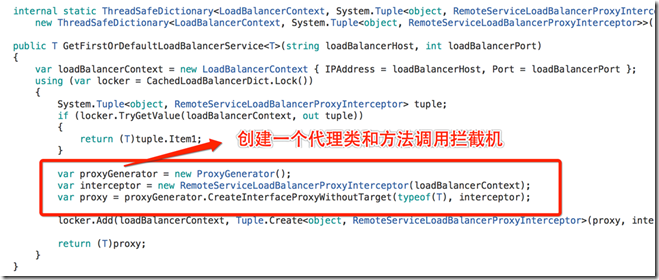 internal static ThreadSafeDictionary<LoadBalancerContext, System.Tuple<object, RemoteServiceLoadBalancerProxyInterce
new ThreadSafeDictionary<LoadBalancerContext, System.Tuple<object, RemoteServiceLoadBalancerProxyInterceptor>>(
public T GetFirstOrDefaultLoadBalancerService<T>(string loadBalancerHost, int loadBalancerPort)
{
var loadBalancerContext = new LoadBalancerContext { IPAddress = loadBalancerHost, Port = loadBalancerPort };
using (var locker = CachedLoadBalancerDict.Lock())
{
System.Tuple<object, RemoteServiceLoadBalancerProxyInterceptor> tuple;
if (locker.TryGetValue(loadBalancerContext, out tuple))
{
return (T)tuple.Item1;
}
创建一个代理类和方法调用拦截机
var proxyGenerator = new ProxyGenerator();
var interceptor = new RemoteServiceLoadBalancerProxyInterceptor(loadBalancerContext);
var proxy = proxyGenerator.CreateInterfaceProxyWithoutTarget(typeof(T), interceptor);
locker.Add(loadBalancerContext, Tuple.Create<object, RemoteServiceLoadBalancerProxyInterceptor>(proxy, inte
return (T)proxy;
}
}